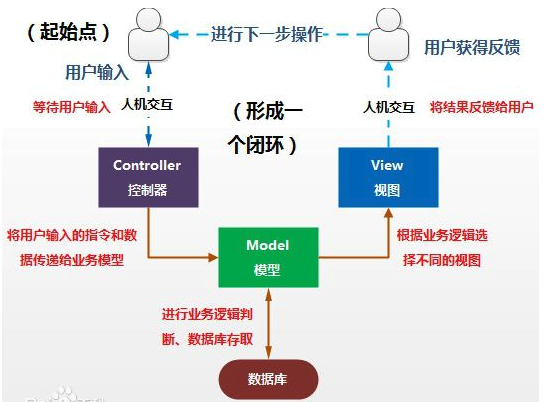 （起始点）
进行下一步操作
用户输入
用户获得反馈
等待用户输入
人机交互
（形成一
个闭环）
人机交互
将结果反馈给用户
Controller
控制器
View
视图
将用户输入的指令和数
据传递给业务模型
Model
模型
根据业务逻辑选
择不同的视图
进行业务逻辑判
断、数据库存取
数据库